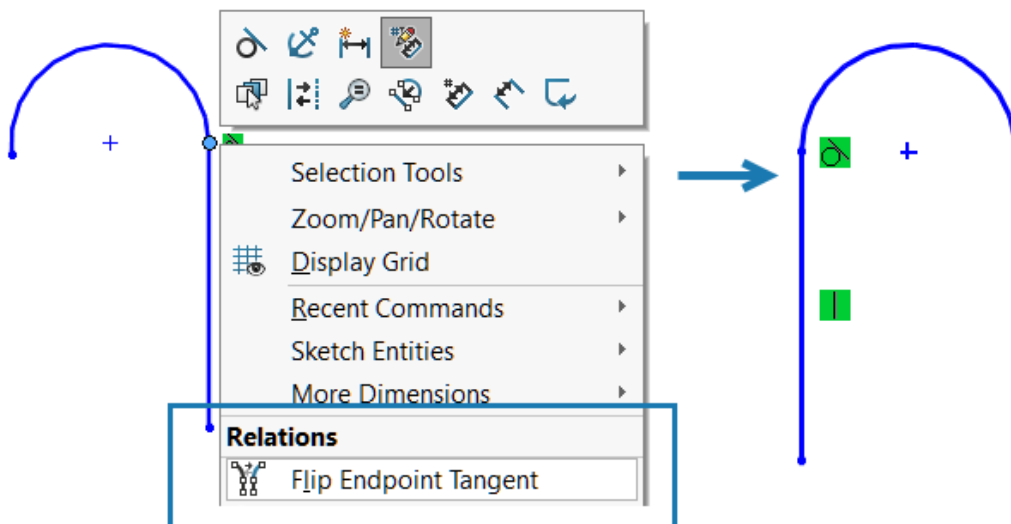 Selection Tools
Zoom/Pan/Rotate
Display Grid
Recent Commands
Sketch Entities
More Dimensions
Relations
Flip Endpoint Tangent